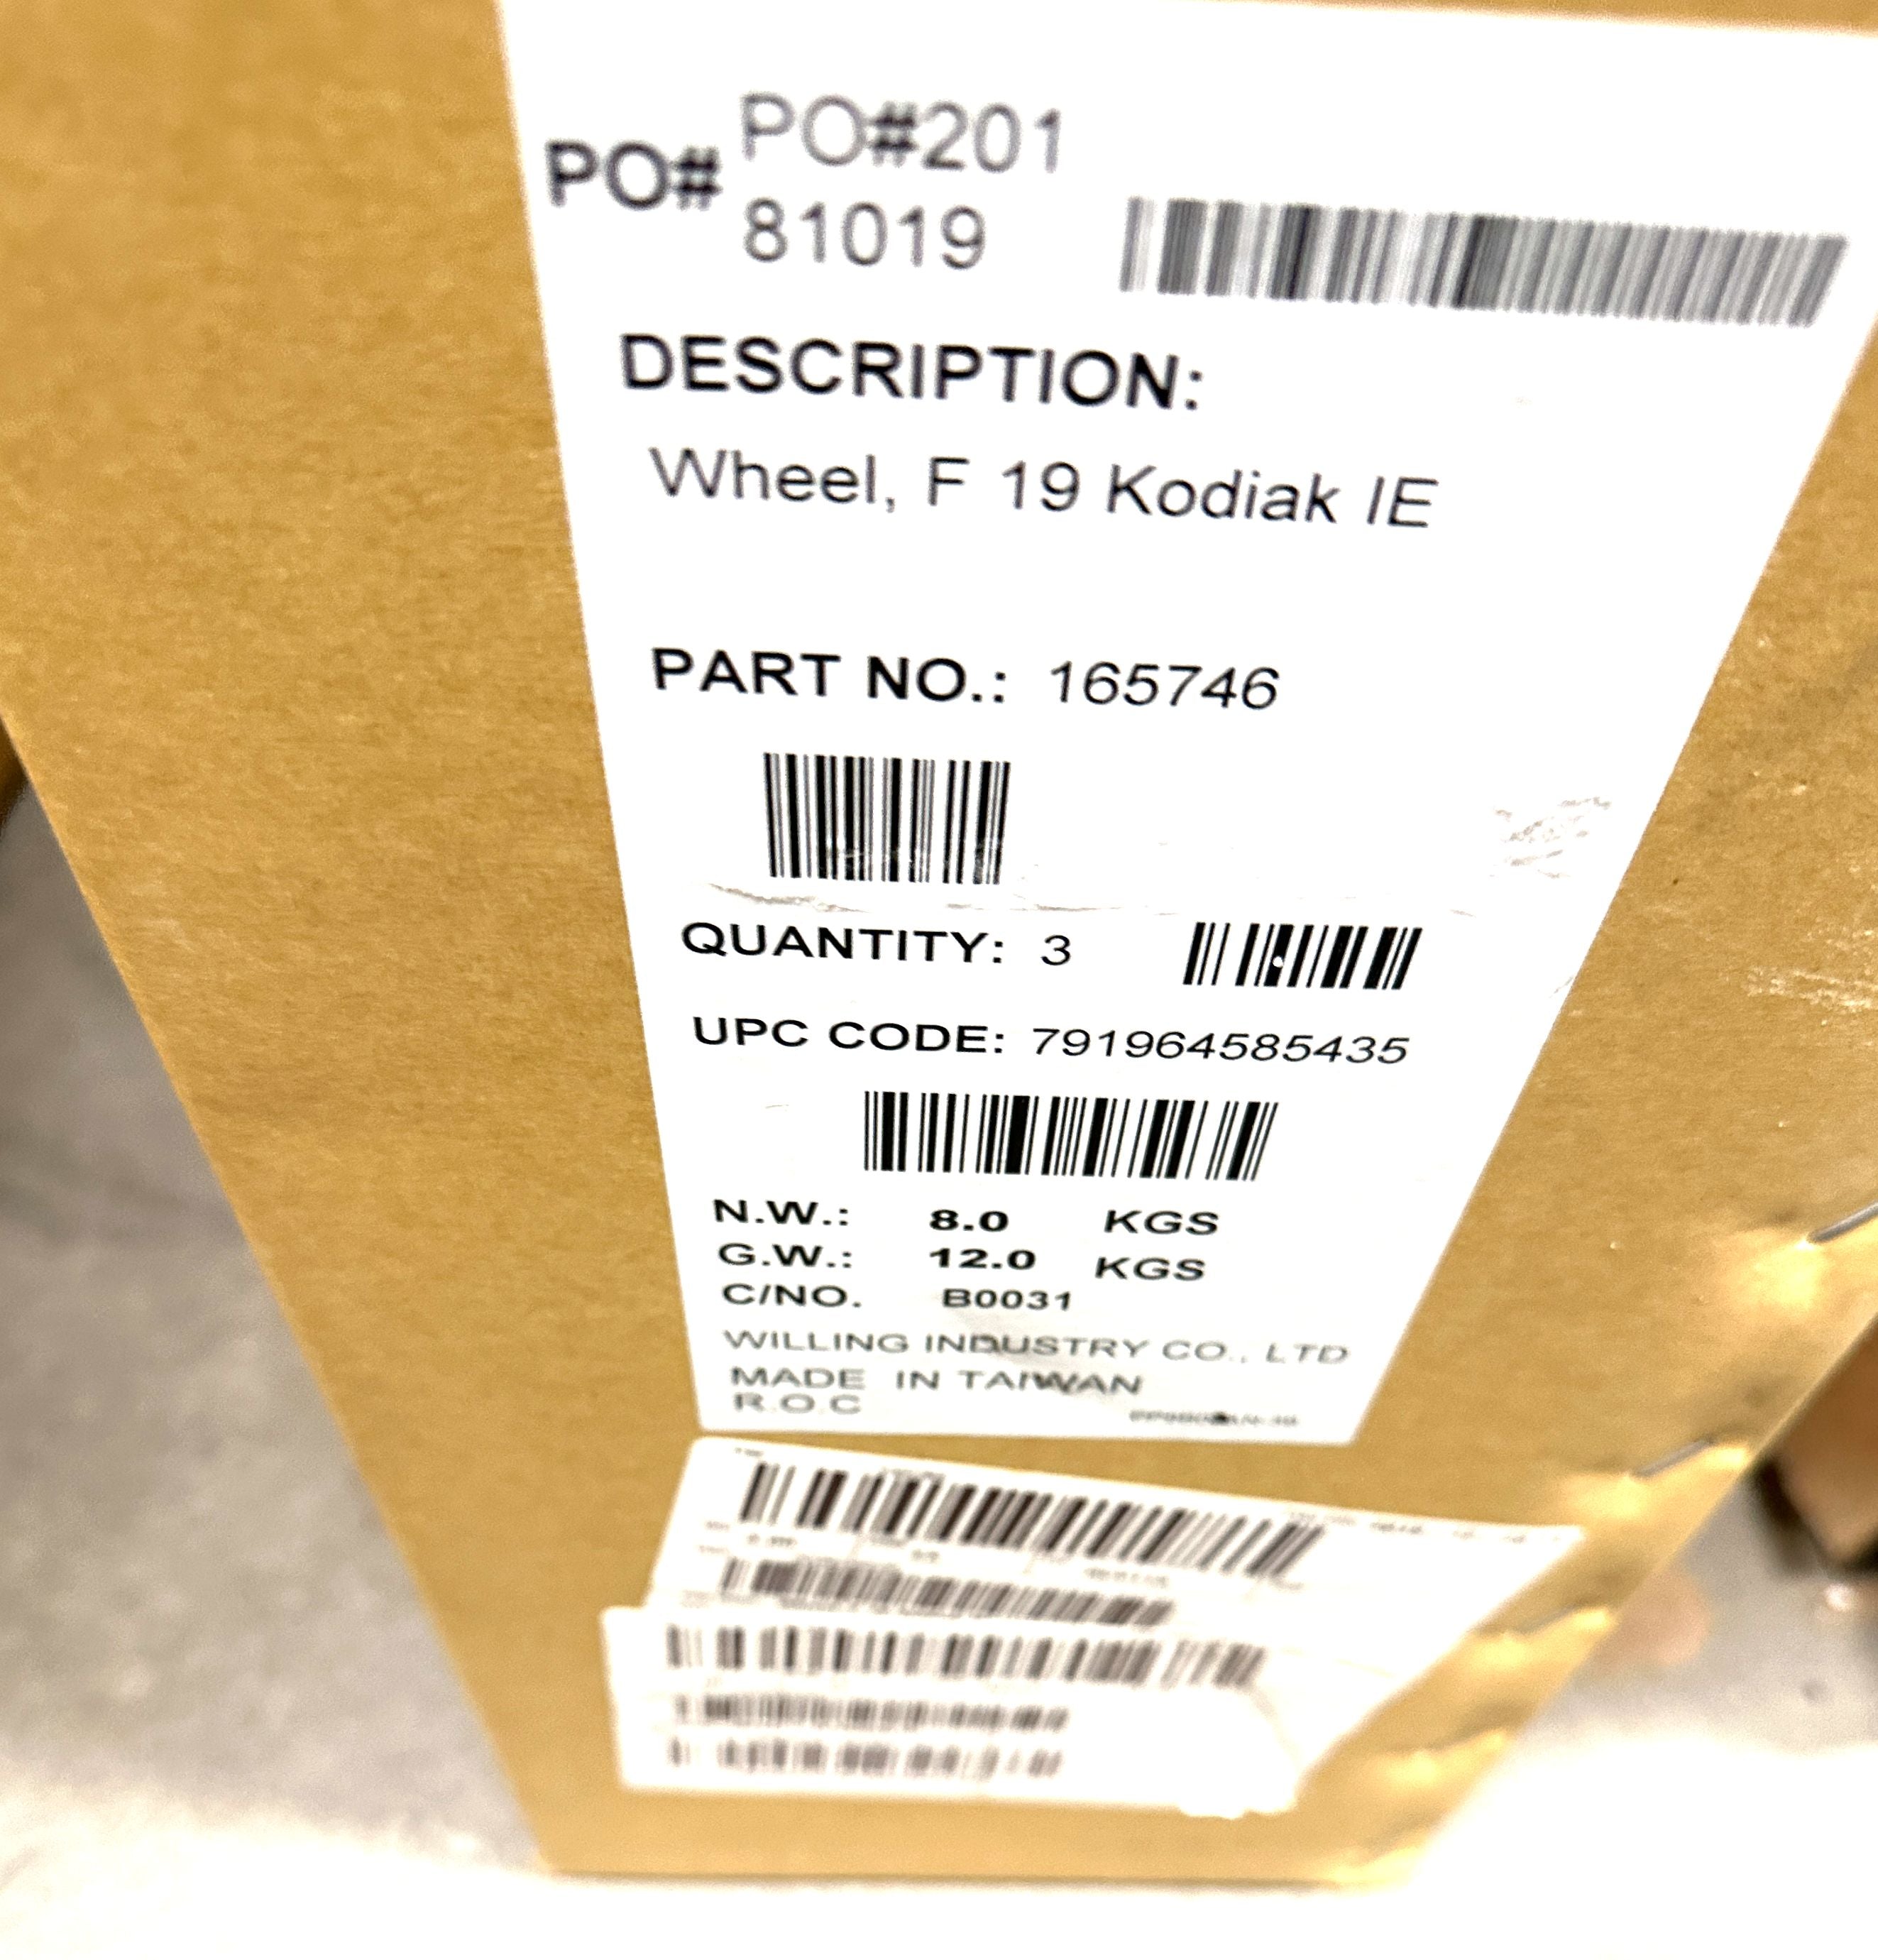 PO# PO#201
81019
DESCRIPTION:
Wheel, F 19 Kodiak IE
PART NO.: 165746
QUANTITY: 3
UPC CODE: 791964585435
N.W.: 8.0 KGS
G.W.: 12.0 KGS
C/NO. B0031
WILLING INDUSTRY CO., LTD
MADE IN TAIWAN
R.O.C